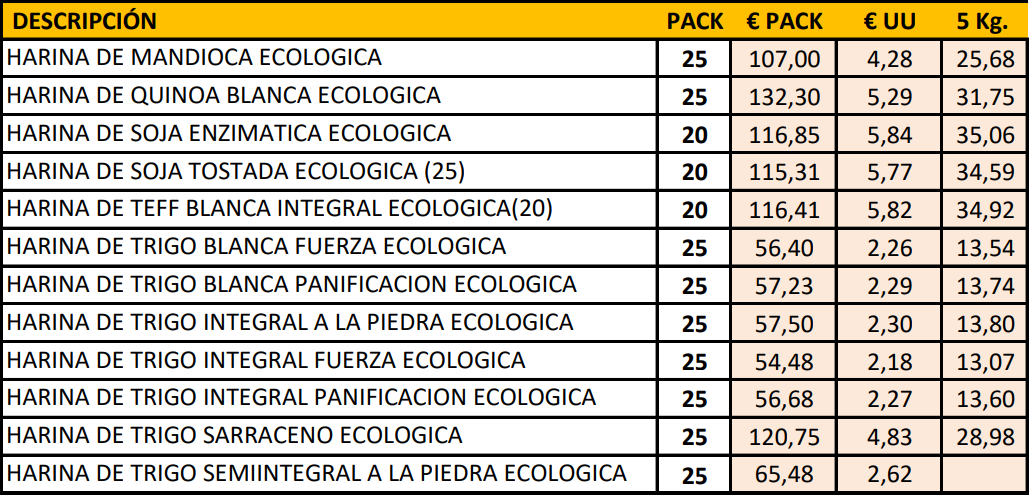 DESCRIPCIÓN PACK € PACK € UU 5 Kg.
HARINA DE MANDIOCA ECOLOGICA 25 107,00 4,28 25,68
HARINA DE QUINOA BLANCA ECOLOGICA 25 132,30 5,29 31,75
HARINA DE SOJA ENZIMATICA ECOLOGICA 20 116,85 5,84 35,06
HARINA DE SOJA TOSTADA ECOLOGICA (25) 20 115,31 5,77 34,59
HARINA DE TEFF BLANCA INTEGRAL ECOLOGICA(20) 20 116,41 5,82 34,92
HARINA DE TRIGO BLANCA FUERZA ECOLOGICA 25 56,40 2,26 13,54
HARINA DE TRIGO BLANCA PANIFICACION ECOLOGICA 25 57,23 2,29 13,74
HARINA DE TRIGO INTEGRAL A LA PIEDRA ECOLOGICA 25 57,50 2,30 13,80
HARINA DE TRIGO INTEGRAL FUERZA ECOLOGICA 25 54,48 2,18 13,07
HARINA DE TRIGO INTEGRAL PANIFICACION ECOLOGICA 25 56,68 2,27 13,60
HARINA DE TRIGO SARRACENO ECOLOGICA 25 120,75 4,83 28,98
HARINA DE TRIGO SEMIINTEGRAL A LA PIEDRA ECOLOGICA 25 65,48 2,62